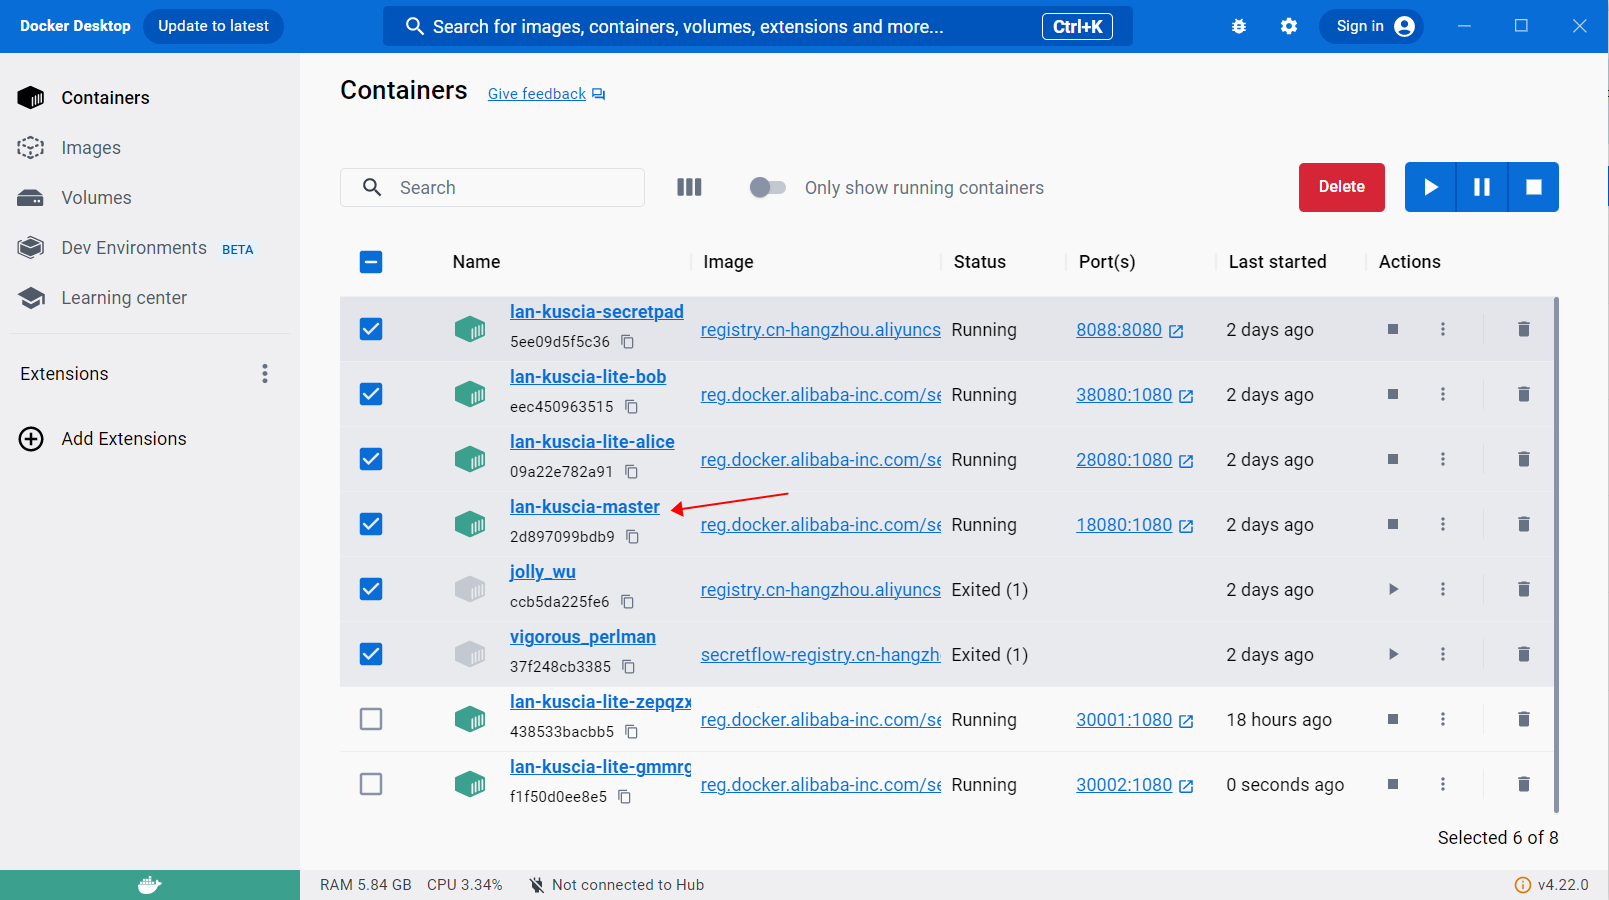 Docker Desktop Update to latest Search for images, containers, volumes, extensions and more... Ctrl+K Sign in
Containers
Images
Volumes
Dev Environments BETA
Learning center
Extensions
Add Extensions
Containers Give feedback
Search Only show running containers Delete
Name Image Status Port(s) Last started Actions
lan-kuscia-secretpad
5ee09d5f5c36 registry.cn-hangzhou.aliyuncs Running 8088:8080 2 days ago
lan-kuscia-lite-bob
eec450963515 reg.docker.alibaba-inc.com/se Running 38080:1080 2 days ago
lan-kuscia-lite-alice
09a22e782a91 reg.docker.alibaba-inc.com/se Running 28080:1080 2 days ago
lan-kuscia-master
2d897099bdb9 reg.docker.alibaba-inc.com/se Running 18080:1080 2 days ago
jolly_wu
ccb5da225fe6 registry.cn-hangzhou.aliyuncs Exited (1) 2 days ago
vigorous_perlman
37f248cb3385 secretflow-registry.cn-hangzh Exited (1) 2 days ago
lan-kuscia-lite-zepqzx
438533bacbb5 reg.docker.alibaba-inc.com/se Running 30001:1080 18 hours ago
lan-kuscia-lite-gmmrg
f1f50d0ee8e5 reg.docker.alibaba-inc.com/se Running 30002:1080 0 seconds ago
Selected 6 of 8
RAM 5.84 GB CPU 3.34% Not connected to Hub v4.22.0